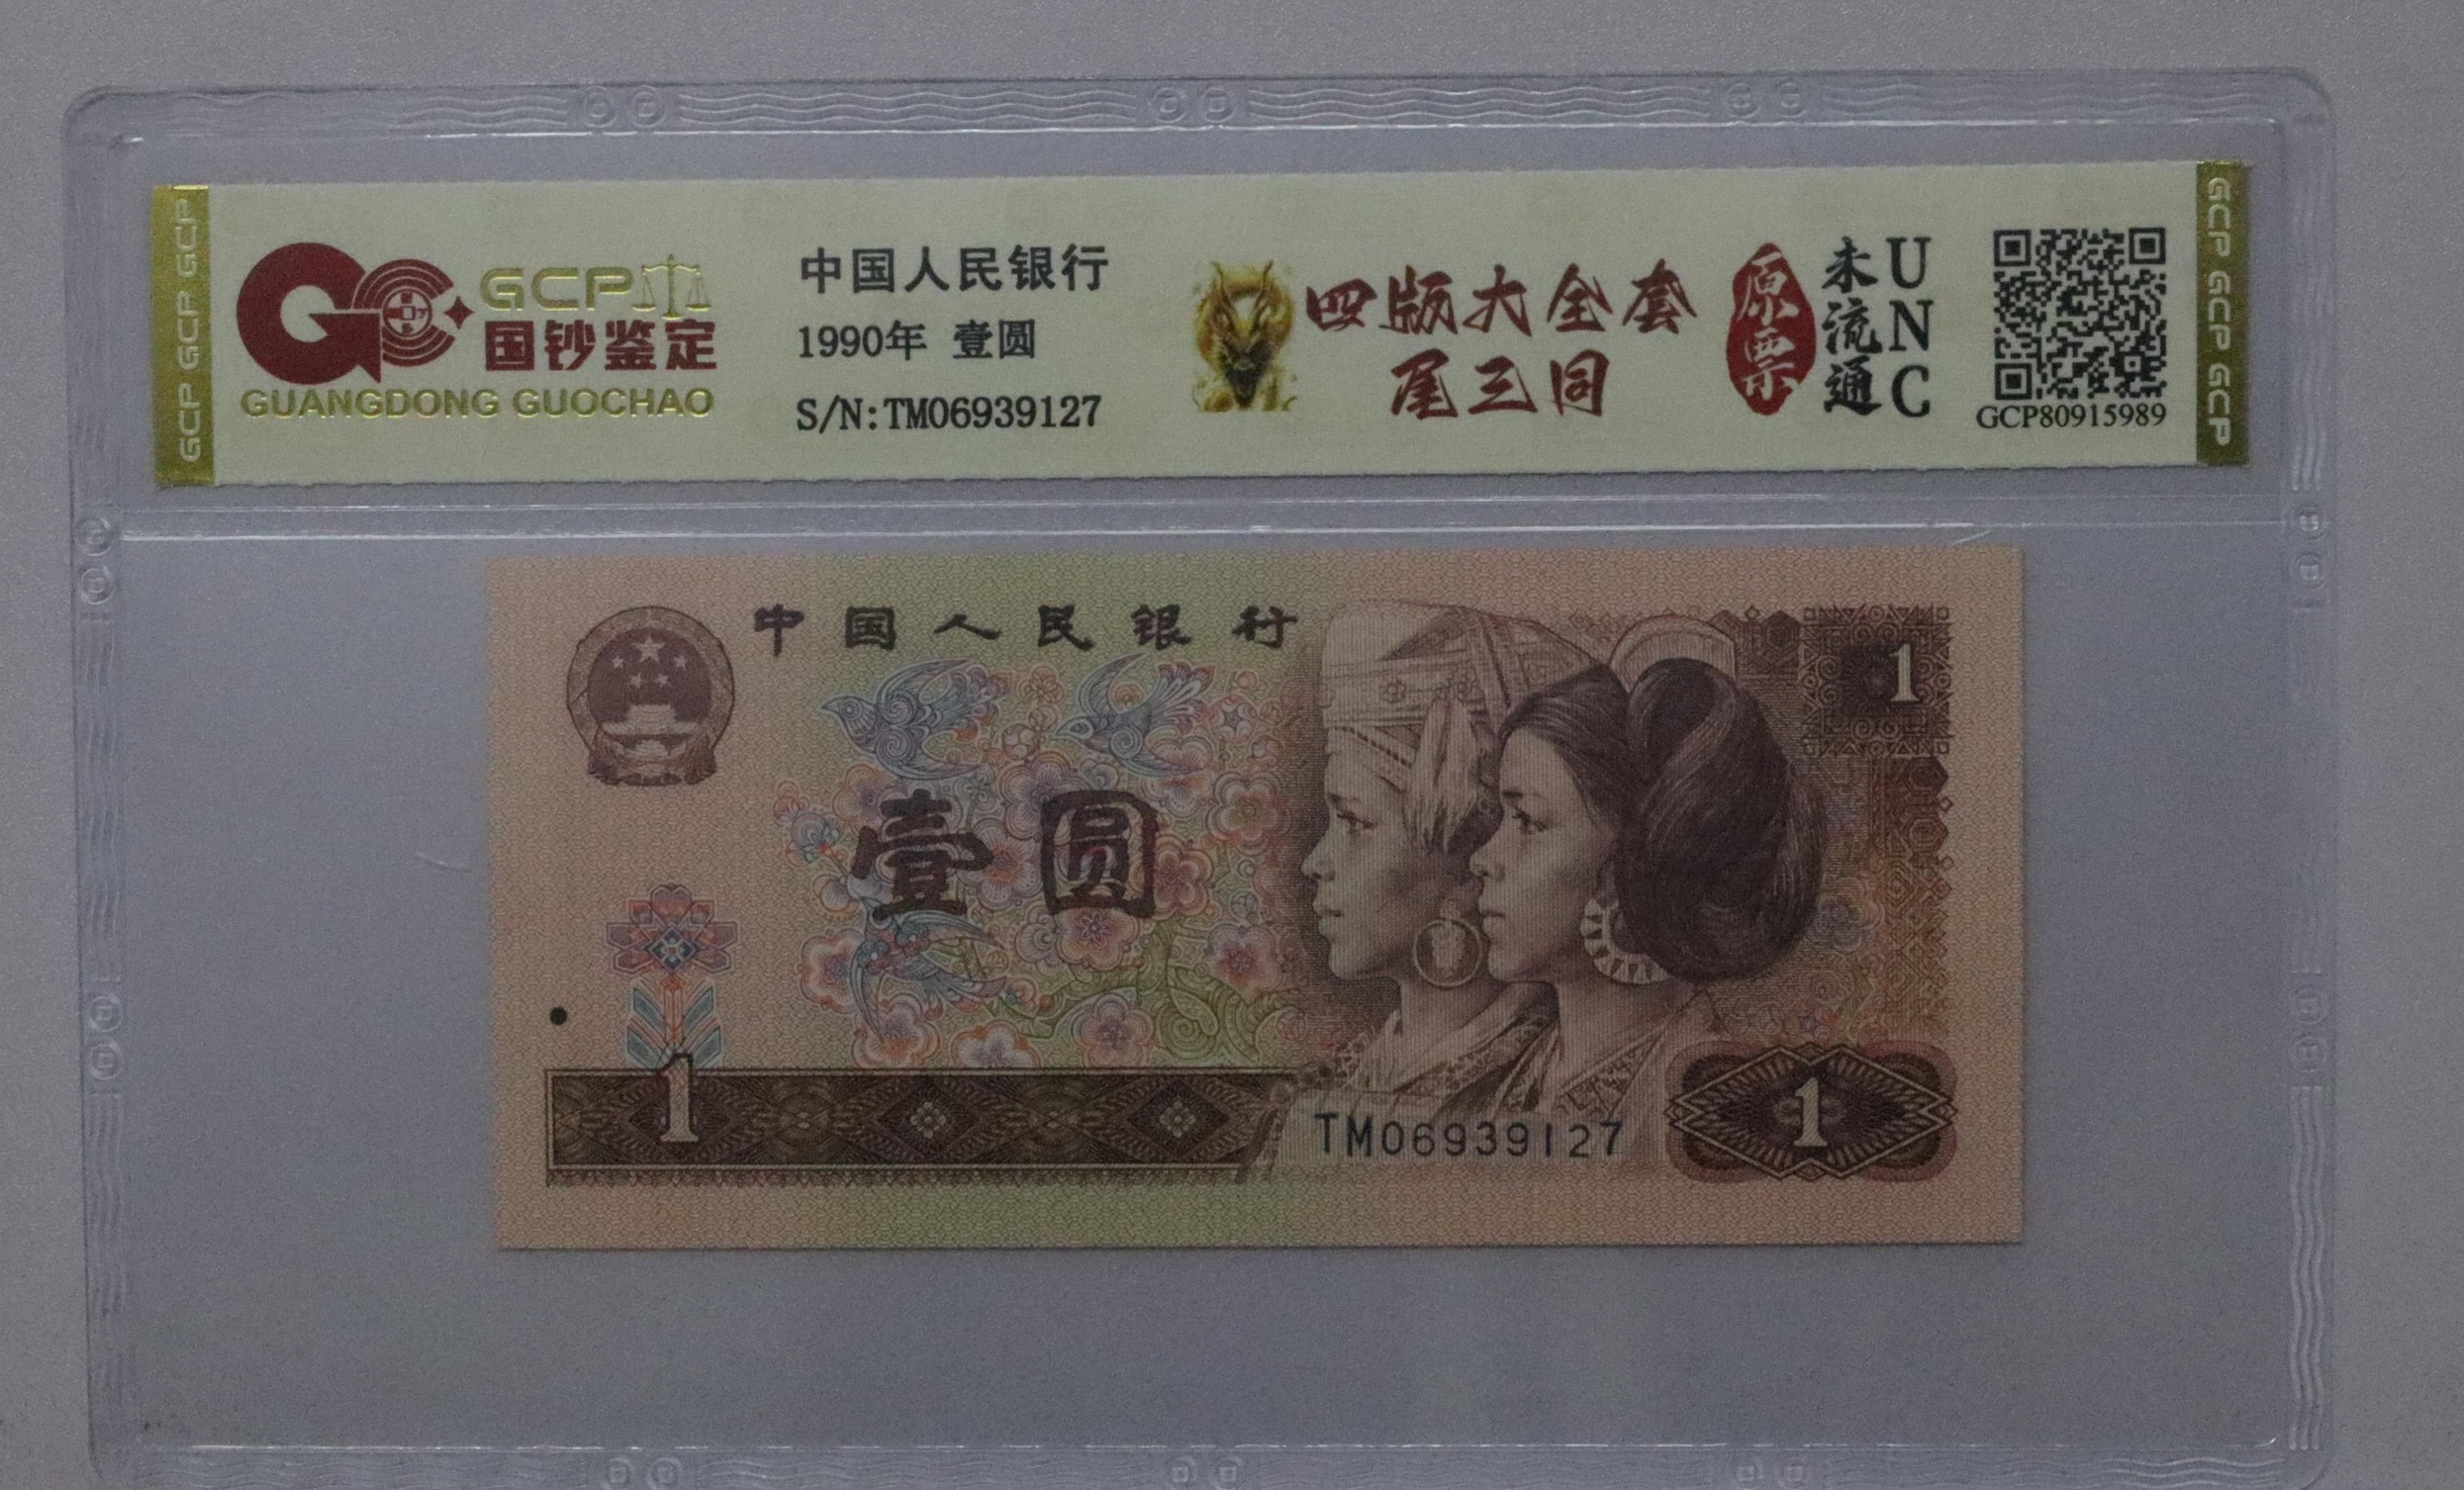 GCP GCP GCP
GCP
国钞鉴定
GUANGDONG GUOCHAO
中国人民银行
1990年 壹圆
S/N:TM06939127
四版大全套
尾三同
原票
未流通
UNC
GCP80915989
GCP GCP GCP
中国人民银行
1
壹圆
1
TM06939127
1